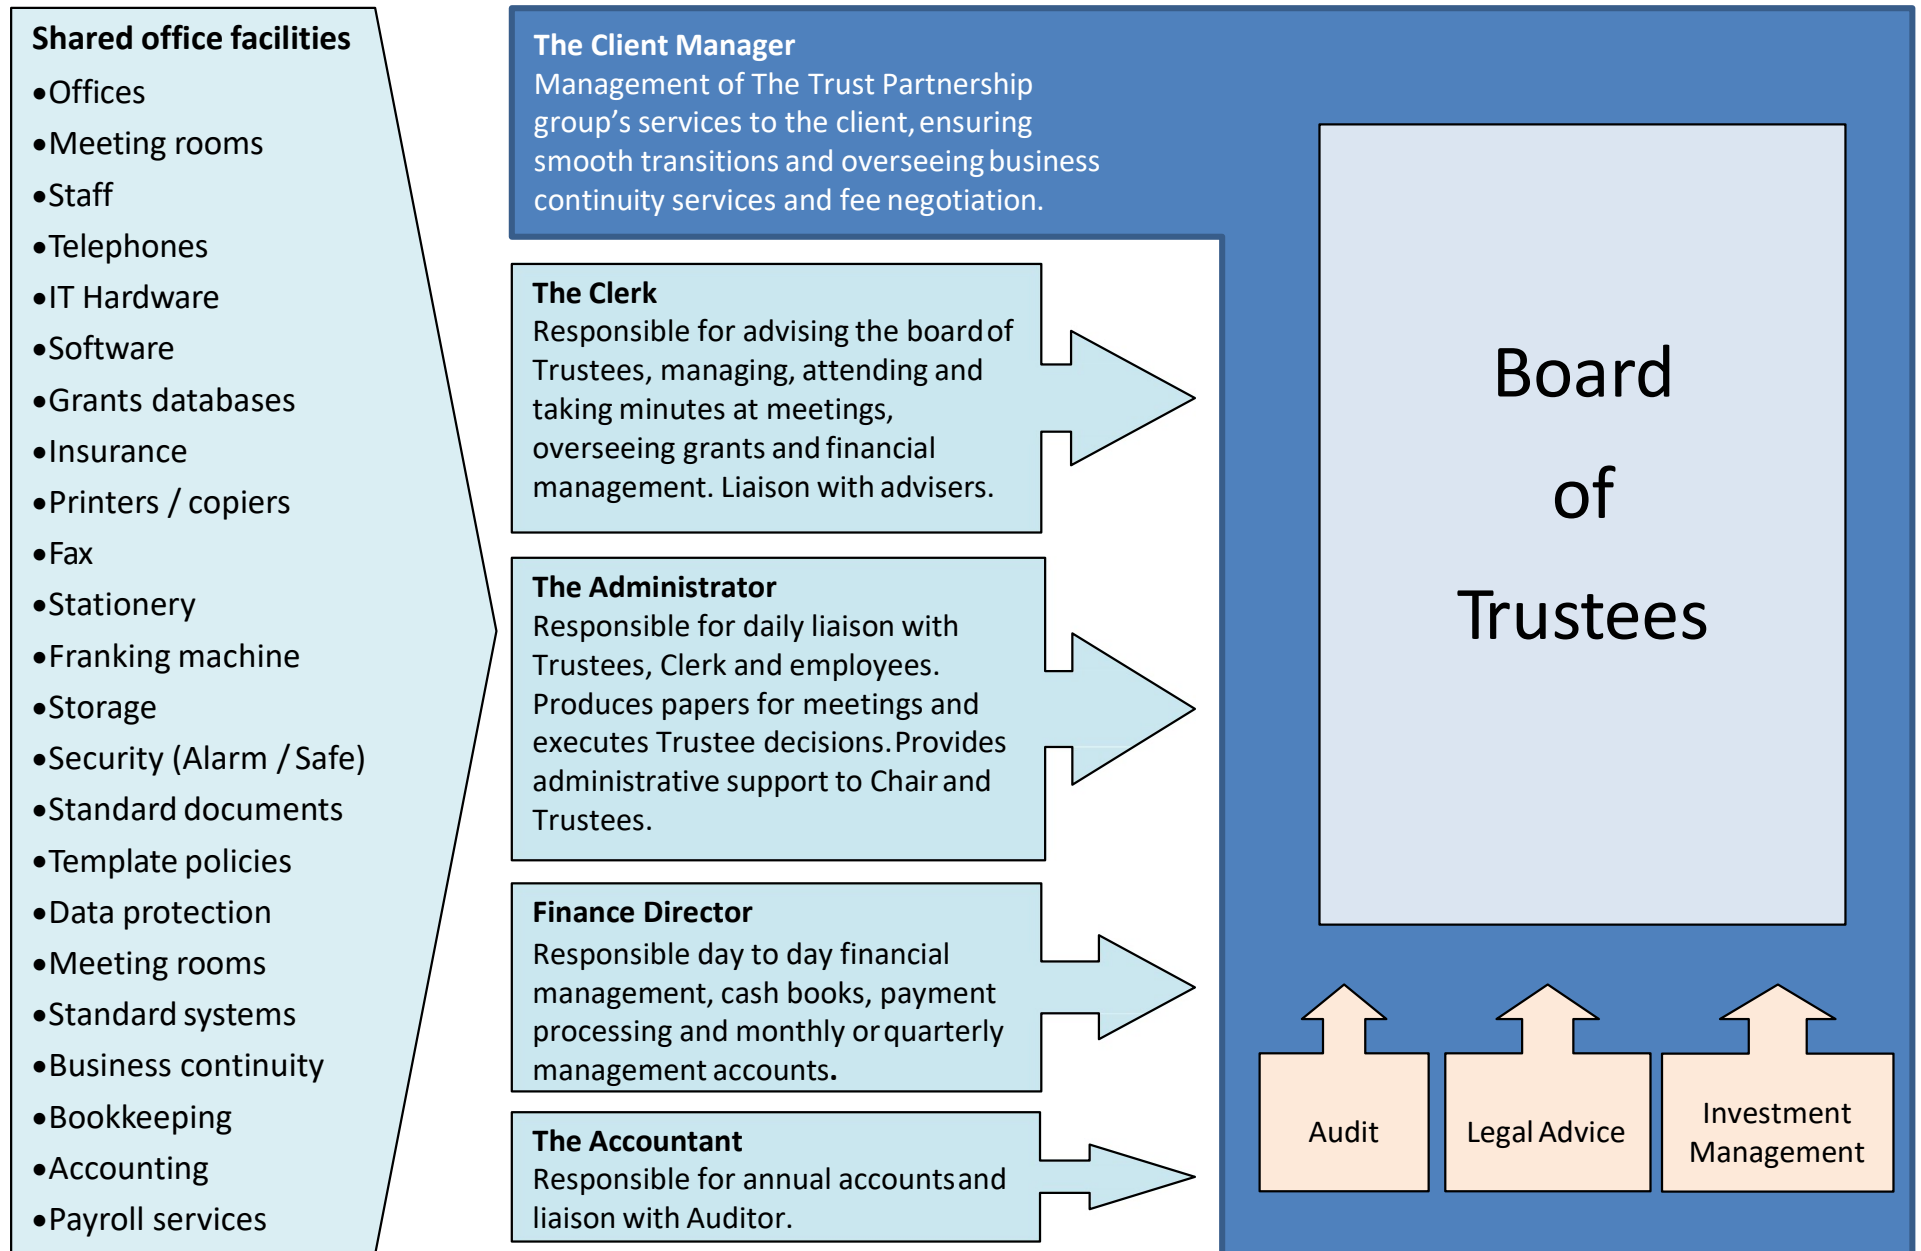 Shared office facilities
•Offices
•Meeting rooms
•Staff
•Telephones
•IT Hardware
•Software
•Grants databases
•Insurance
•Printers / copiers
•Fax
•Stationery
•Franking machine
•Storage
•Security (Alarm / Safe)
•Standard documents
•Template policies
•Data protection
•Meeting rooms
•Standard systems
•Business continuity
•Bookkeeping
•Accounting
•Payroll services
The Client Manager
Management of The Trust Partnership
group's services to the client, ensuring
smooth transitions and overseeing business
continuity services and fee negotiation.
The Clerk
Responsible for advising the board of
Trustees, managing, attending and
taking minutes at meetings,
overseeing grants and financial
management. Liaison with advisers.
The Administrator
Responsible for daily liaison with
Trustees, Clerk and employees.
Produces papers for meetings and
executes Trustee decisions. Provides
administrative support to Chair and
Trustees.
Finance Director
Responsible day to day financial
management, cash books, payment
processing and monthly or quarterly
management accounts.
The Accountant
Responsible for annual accounts and
liaison with Auditor.
Board
of
Trustees
Audit
Legal Advice
Investment
Management